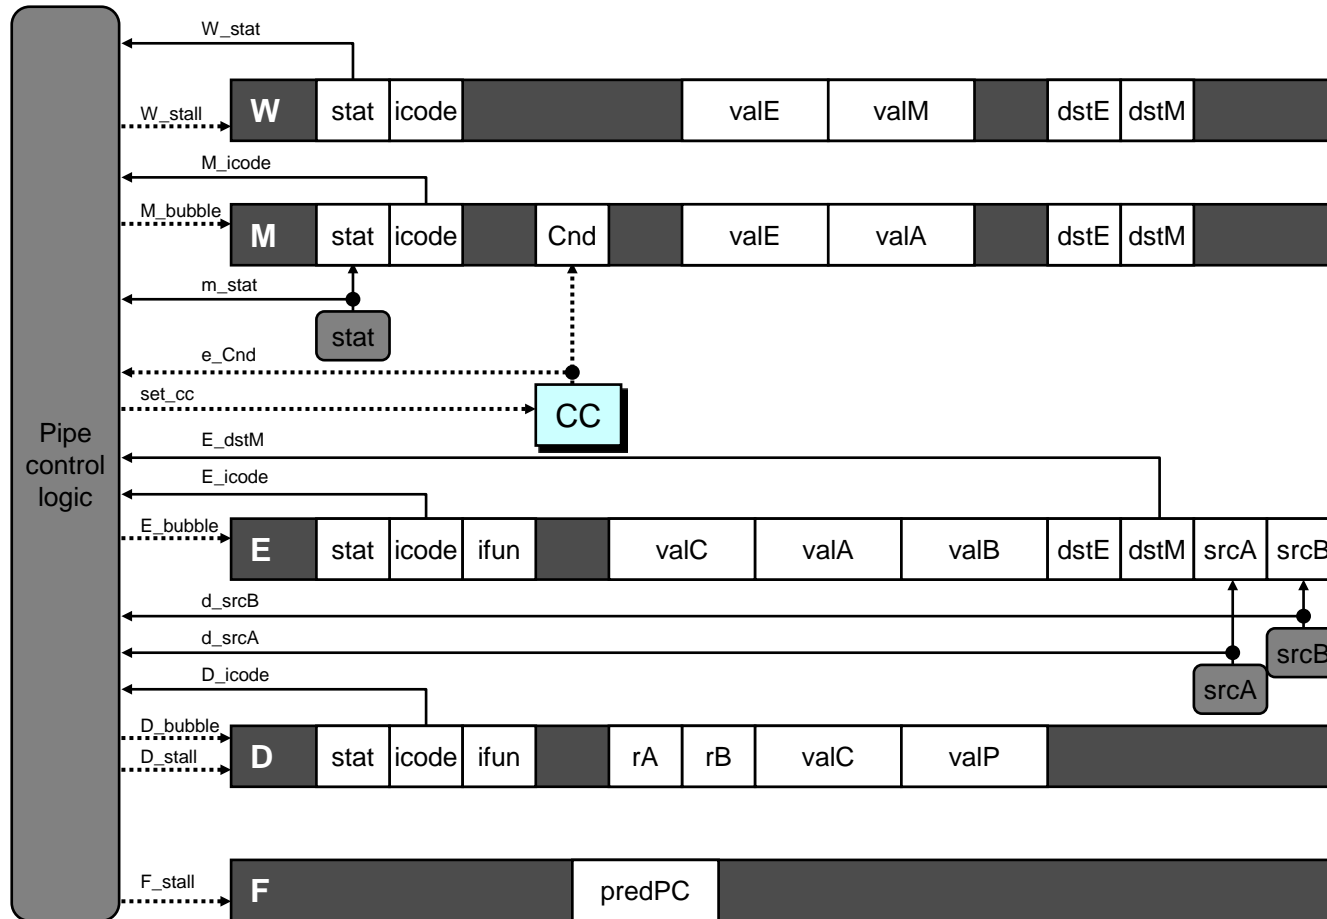 W_stat
W_stall
W stat icode valE valM dstE dstM
M_icode
M_bubble
M stat icode Cnd valE valA dstE dstM
m_stat
stat
e_Cnd
set_cc
CC
Pipe
control
logic
E_dstM
E_icode
E_bubble
E stat icode ifun valC valA valB dstE dstM srcA srcB
d_srcB
srcB
d_srcA
srcA
D_icode
D_bubble
D_stall
D stat icode ifun rA rB valC valP
F_stall
F predPC